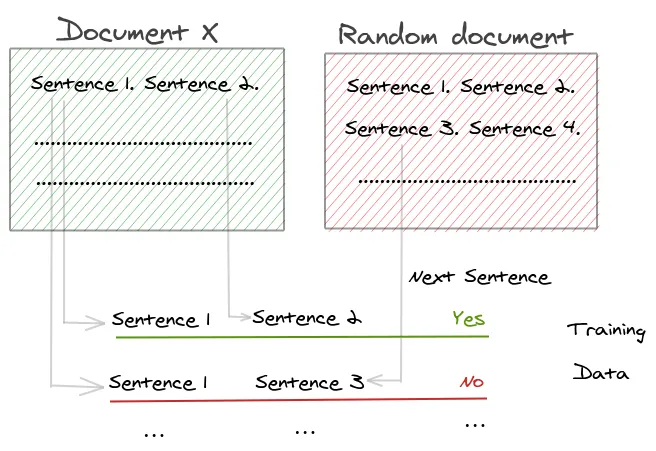 Document X
Sentence 1. Sentence 2.
.......................................
.......................................
Random document
Sentence 1. Sentence 2.
Sentence 3. Sentence 4.
.......................................
Next Sentence
Sentence 1 Sentence 2 Yes
Sentence 1 Sentence 3 No
... ... ...
Training
Data